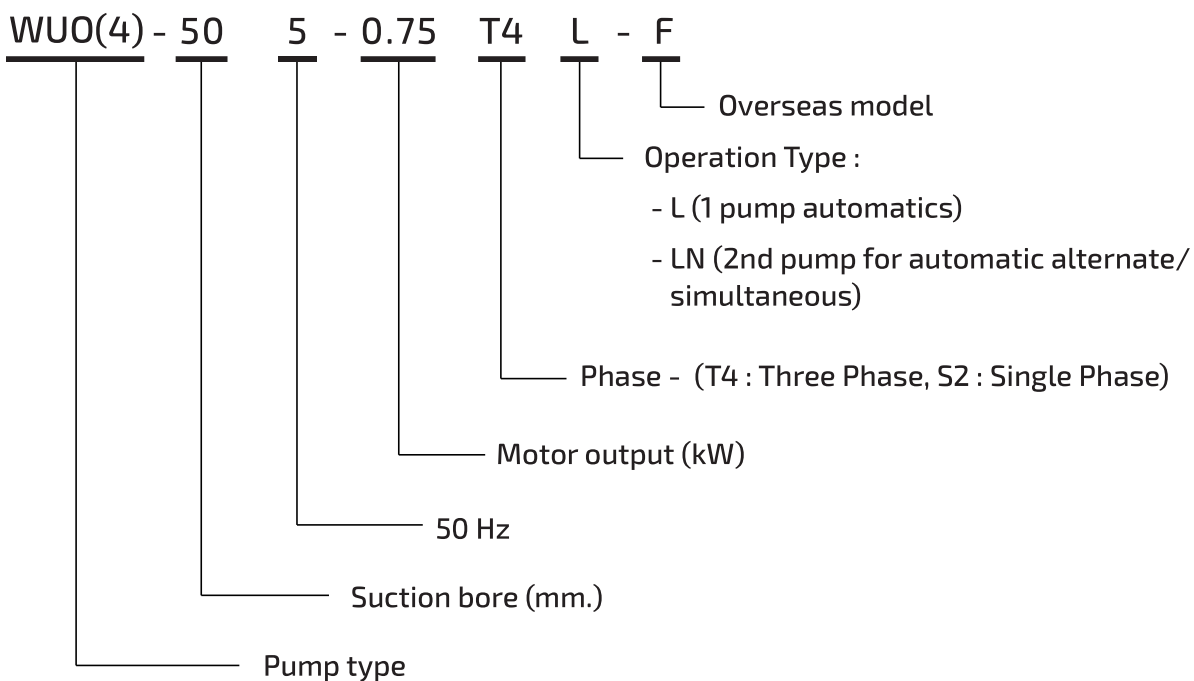 WUO(4) - 50 5 - 0.75 T4 L - F
Overseas model
Operation Type :
- L (1 pump automatics)
- LN (2nd pump for automatic alternate/
simultaneous)
Phase - (T4 : Three Phase, S2 : Single Phase)
Motor output (kW)
50 Hz
Suction bore (mm.)
Pump type